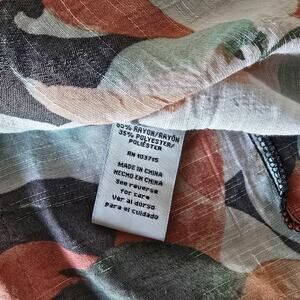 65% RAYON/RAYÓN
35% POLYESTER/
POLIÉSTER
RN 103715
MADE IN CHINA
HECHO EN CHINA
See reverse
for care
Ver al dorso
para el cuidado